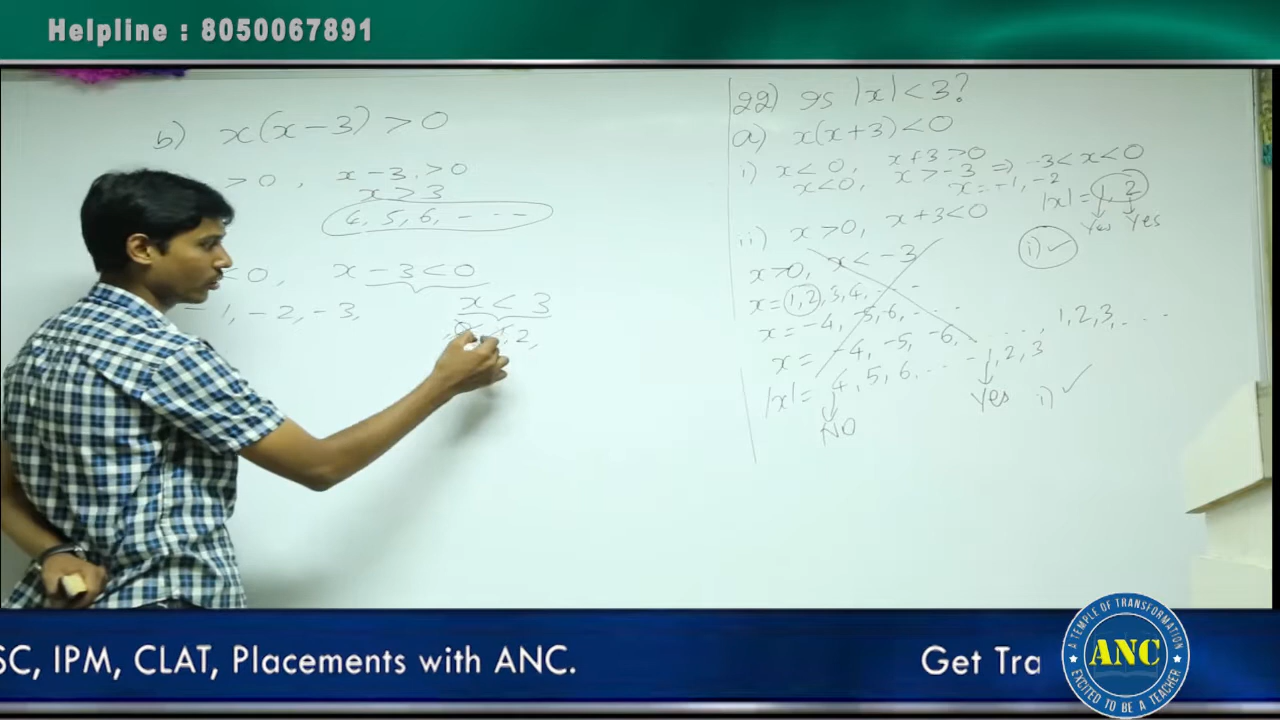 Helpline : 8050067891
b) x(x-3) > 0
> 0, x-3 > 0
x > 3
4, 5, 6, - - -
< 0, x-3 < 0
-1, -2, -3,
x < 3
2,
22) Is |x| < 3?
a) x(x+3) < 0
i) x < 0, x+3 > 0
x < 0, x > -3 ⇒ -3 < x < 0
x = -1, -2
|x| = 1, 2
Yes Yes
i) ✓
ii) x > 0, x+3 < 0
x > 0, x < -3
x = 1, 2, 3, 4, - -
x = -4, -5, -6, - - -
x = -4, -5, -6, - - - -, 1, 2, 3, - - -
|x| = 4, 5, 6, - - - 1, 2, 3
NO
Yes i) ✓
SC, IPM, CLAT, Placements with ANC.
Get Tra
A TEMPLE OF TRANSFORMATION
ANC
EXCITED TO BE A TEACHER